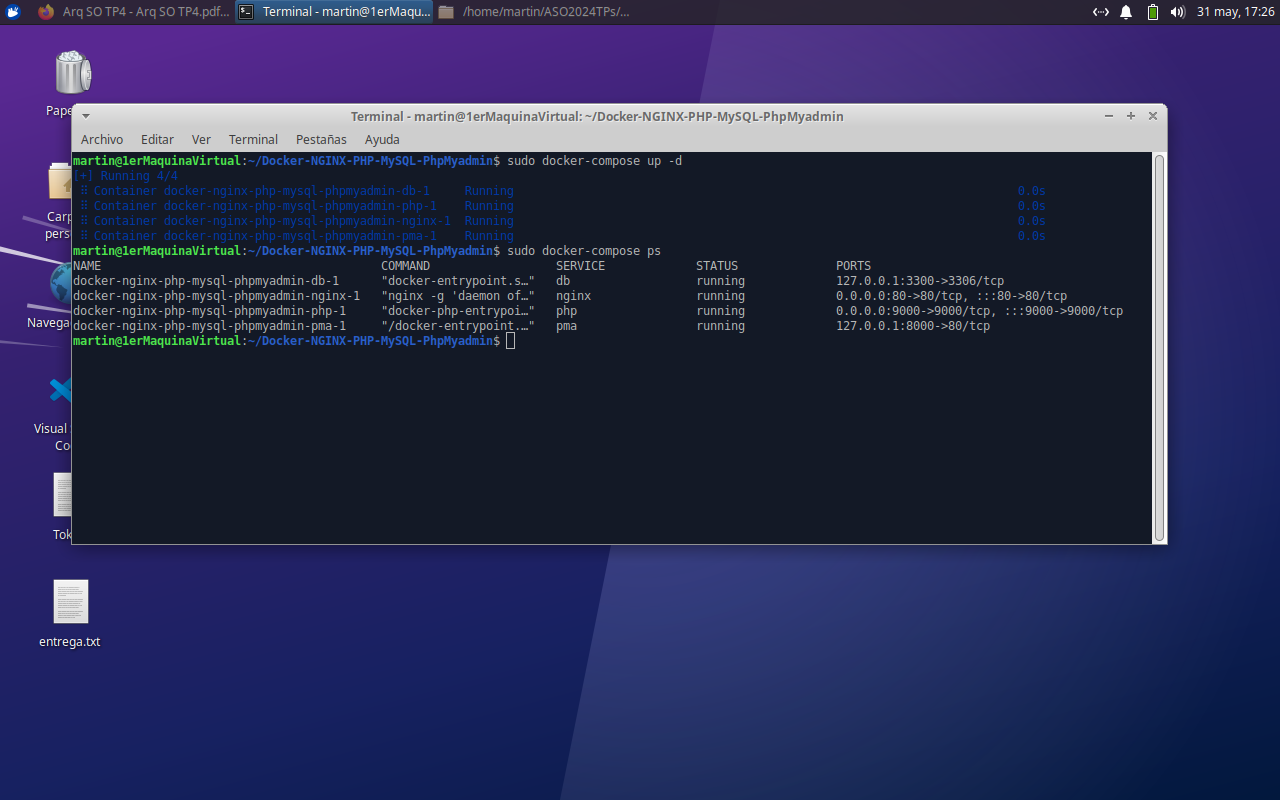 Arq SO TP4 - Arq SO TP4.pdf... Terminal - martin@1erMaqu... /home/martin/ASO2024TPs/... 31 may, 17:26
Pape
Carp
pers
Navega
Visual
Co
Tok
entrega.txt
Terminal - martin@1erMaquinaVirtual: ~/Docker-NGINX-PHP-MySQL-PhpMyadmin
Archivo Editar Ver Terminal Pestañas Ayuda
martin@1erMaquinaVirtual:~/Docker-NGINX-PHP-MySQL-PhpMyadmin$ sudo docker-compose up -d
[+] Running 4/4
⠿ Container docker-nginx-php-mysql-phpmyadmin-db-1 Running 0.0s
⠿ Container docker-nginx-php-mysql-phpmyadmin-php-1 Running 0.0s
⠿ Container docker-nginx-php-mysql-phpmyadmin-nginx-1 Running 0.0s
⠿ Container docker-nginx-php-mysql-phpmyadmin-pma-1 Running 0.0s
martin@1erMaquinaVirtual:~/Docker-NGINX-PHP-MySQL-PhpMyadmin$ sudo docker-compose ps
NAME COMMAND SERVICE STATUS PORTS
docker-nginx-php-mysql-phpmyadmin-db-1 "docker-entrypoint.s…" db running 127.0.0.1:3300->3306/tcp
docker-nginx-php-mysql-phpmyadmin-nginx-1 "nginx -g 'daemon of…" nginx running 0.0.0.0:80->80/tcp, :::80->80/tcp
docker-nginx-php-mysql-phpmyadmin-php-1 "docker-php-entrypoi…" php running 0.0.0.0:9000->9000/tcp, :::9000->9000/tcp
docker-nginx-php-mysql-phpmyadmin-pma-1 "/docker-entrypoint.…" pma running 127.0.0.1:8000->80/tcp
martin@1erMaquinaVirtual:~/Docker-NGINX-PHP-MySQL-PhpMyadmin$